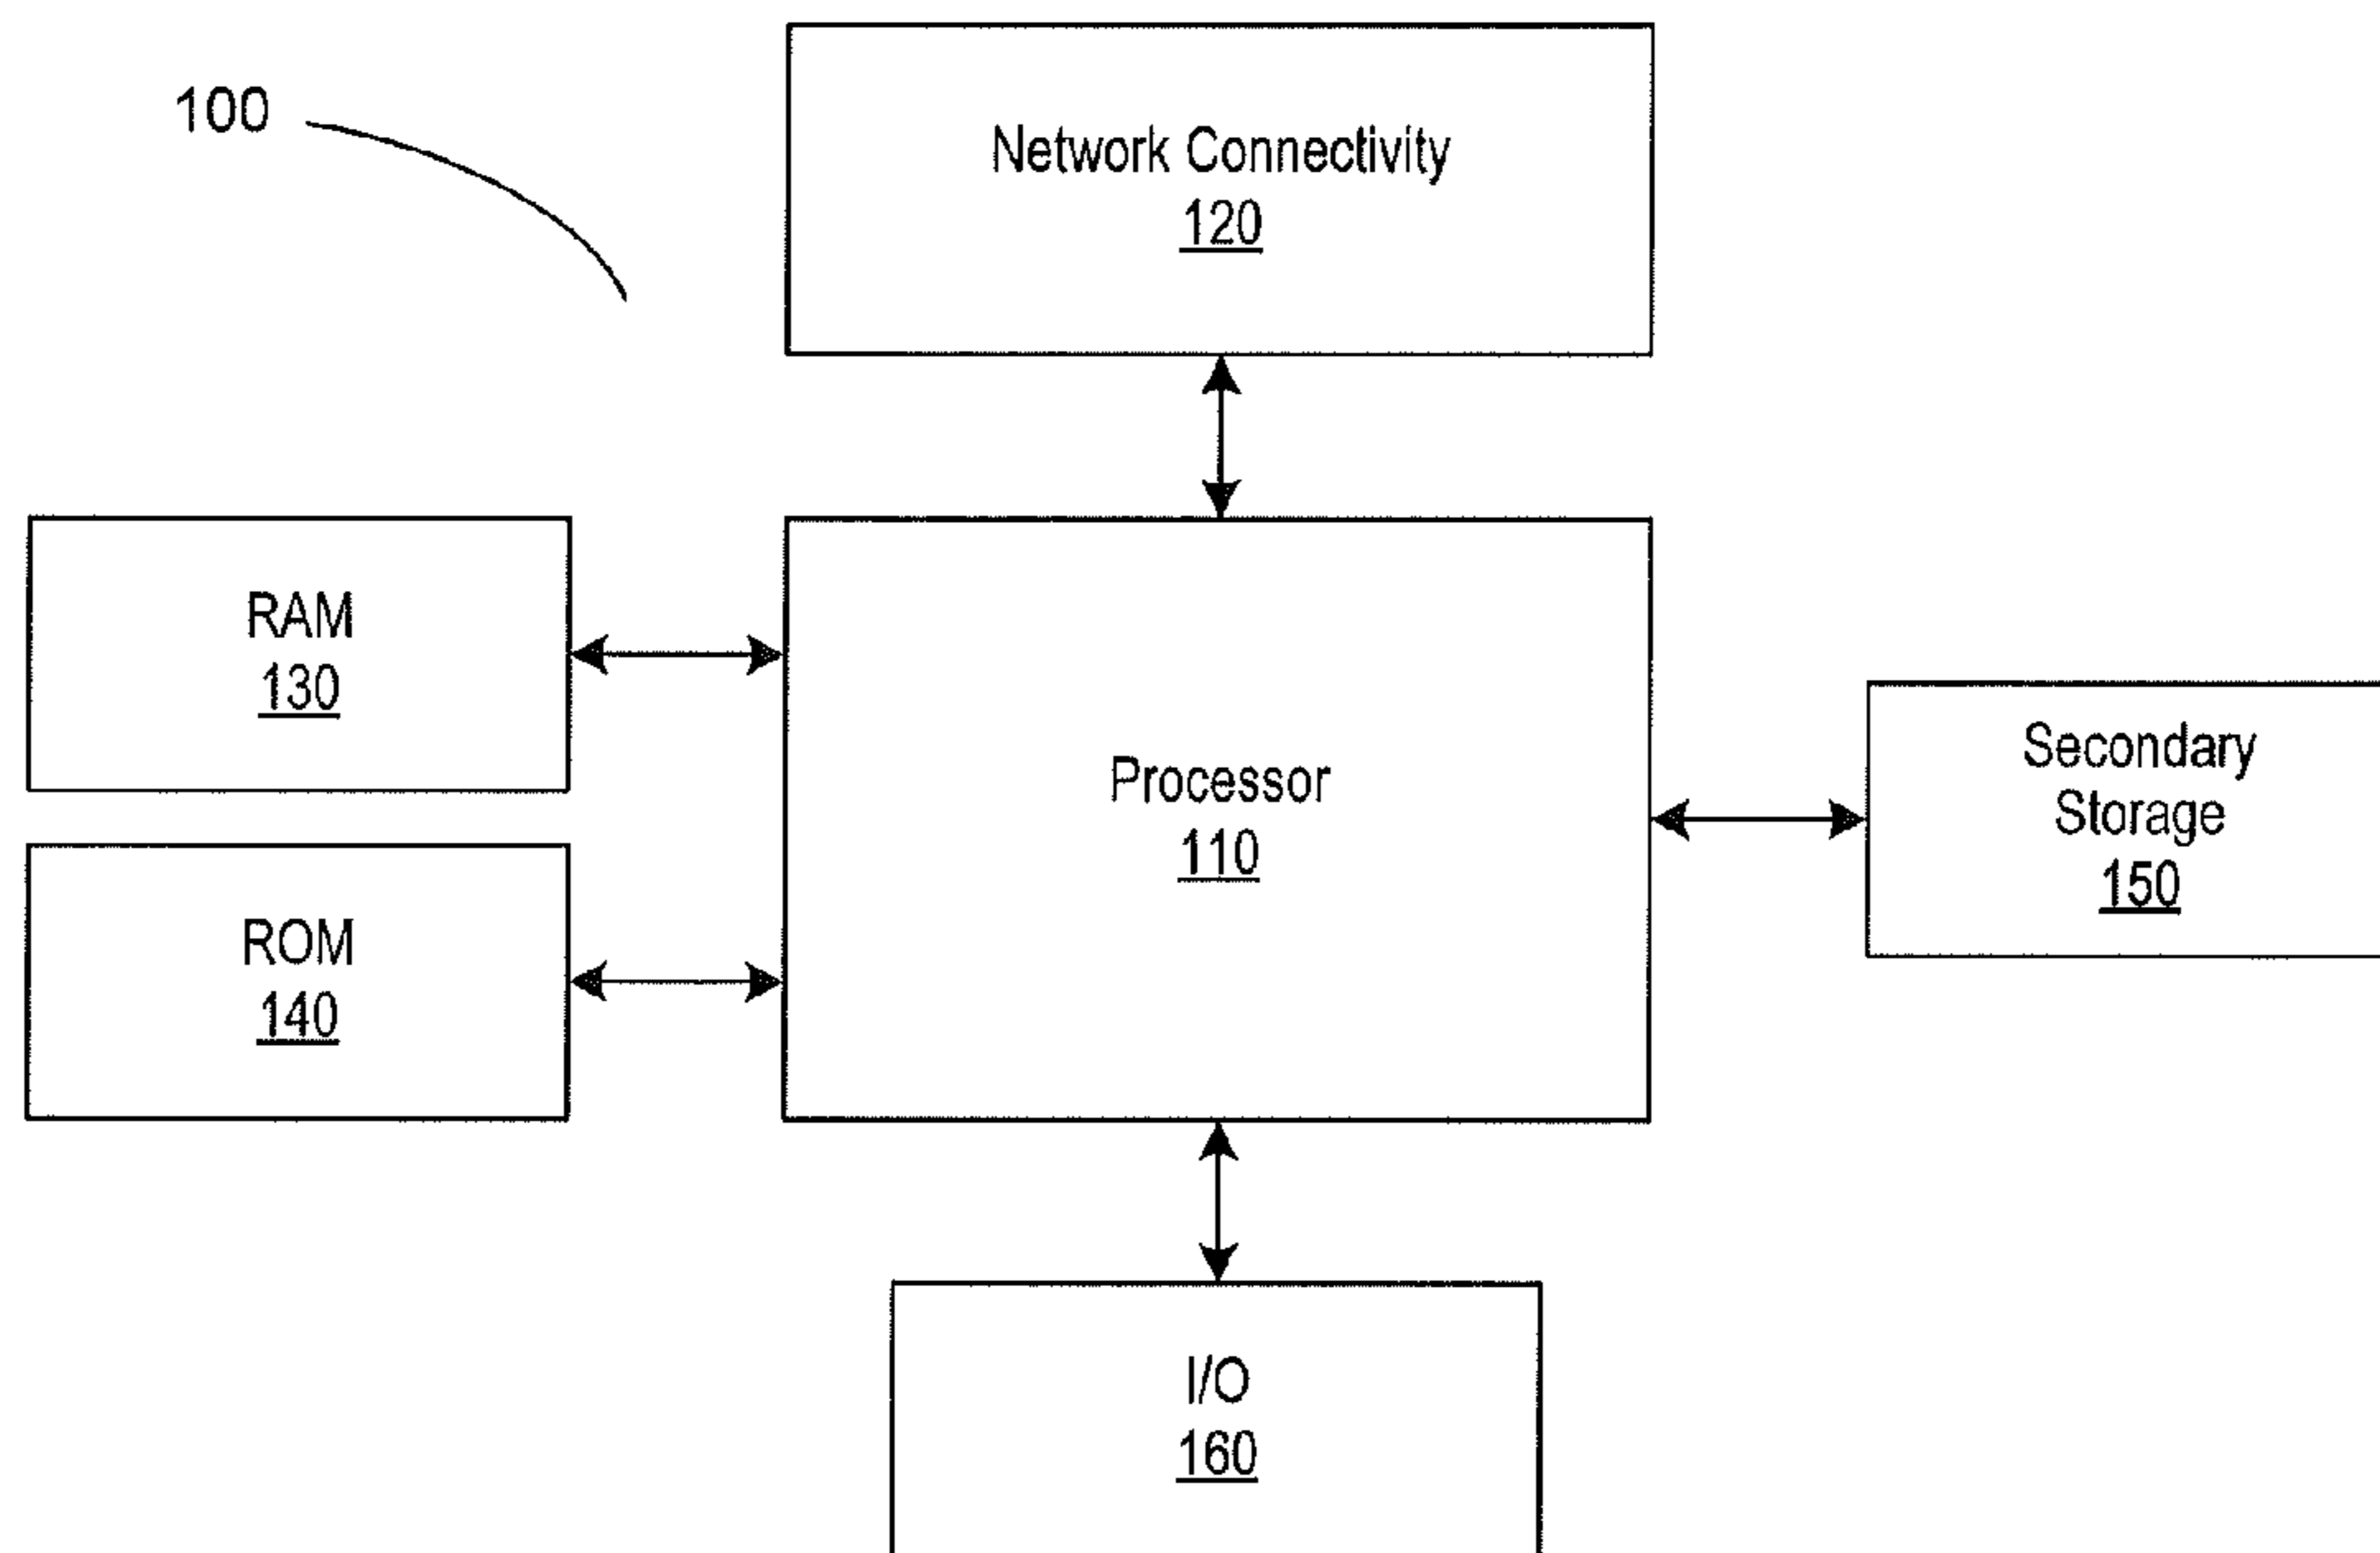 100
Network Connectivity
120
RAM
130
ROM
140
Processor
110
Secondary
Storage
150
I/O
160